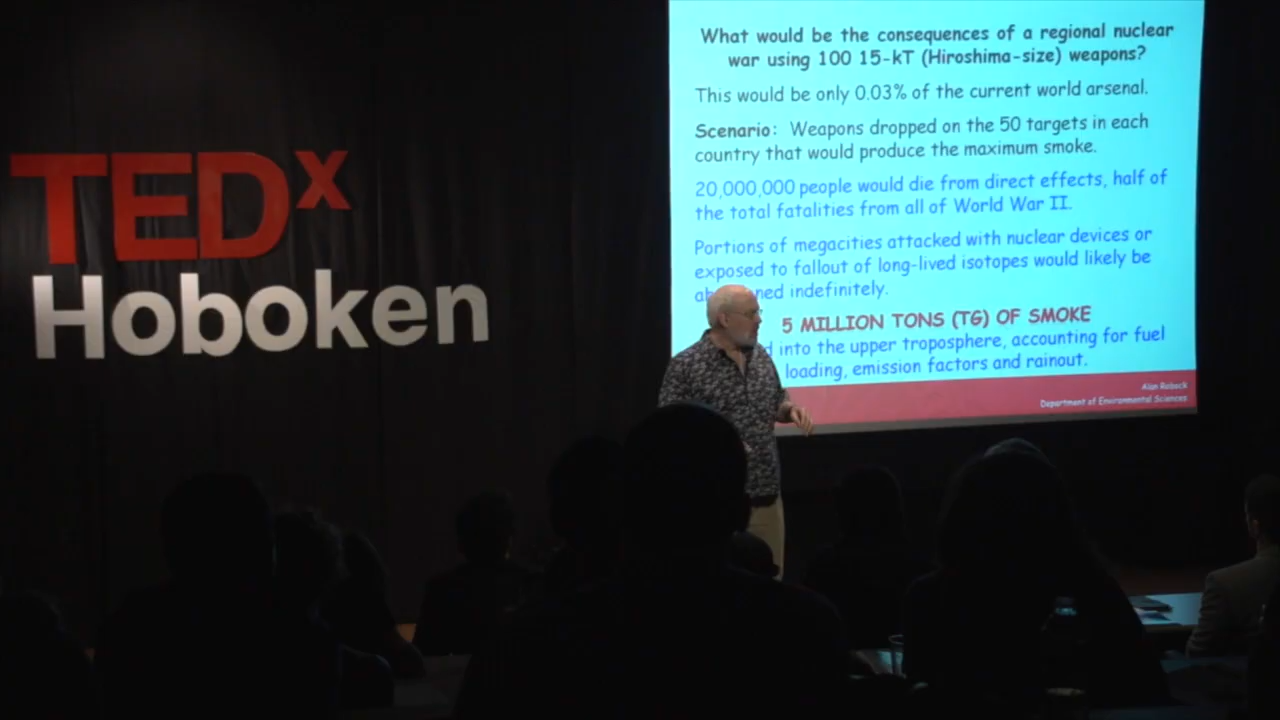 TEDx
Hoboken
What would be the consequences of a regional nuclear
war using 100 15-kT (Hiroshima-size) weapons?
This would be only 0.03% of the current world arsenal.
Scenario: Weapons dropped on the 50 targets in each
country that would produce the maximum smoke.
20,000,000 people would die from direct effects, half of
the total fatalities from all of World War II.
Portions of megacities attacked with nuclear devices or
exposed to fallout of long-lived isotopes would likely be
indefinitely.
5 MILLION TONS (TG) OF SMOKE
into the upper troposphere, accounting for fuel
loading, emission factors and rainout.
Alan Robock
Department of Environmental Sciences